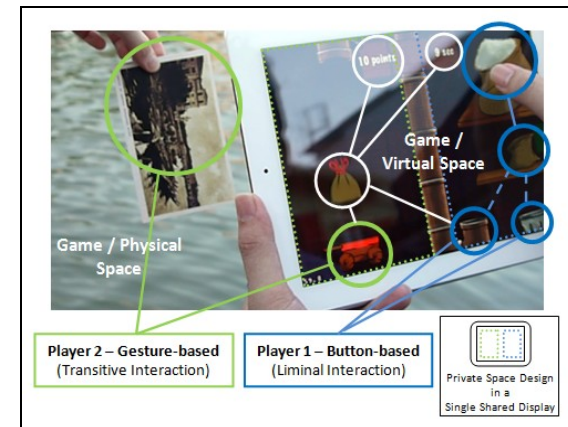 10 points
9 sec
Game /
Virtual Space
Game / Physical
Space
Player 2 – Gesture-based
(Transitive Interaction)
Player 1 – Button-based
(Liminal Interaction)
Private Space Design
in a
Single Shared Display